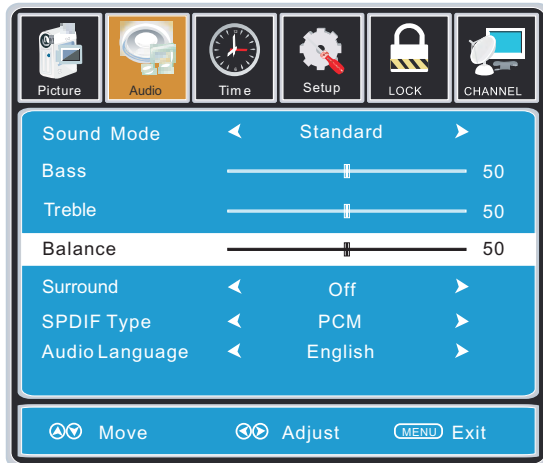 Picture Audio Time Setup LOCK CHANNEL
Sound Mode Standard
Bass 50
Treble 50
Balance 50
Surround Off
SPDIF Type PCM
Audio Language English
Move Adjust MENU Exit